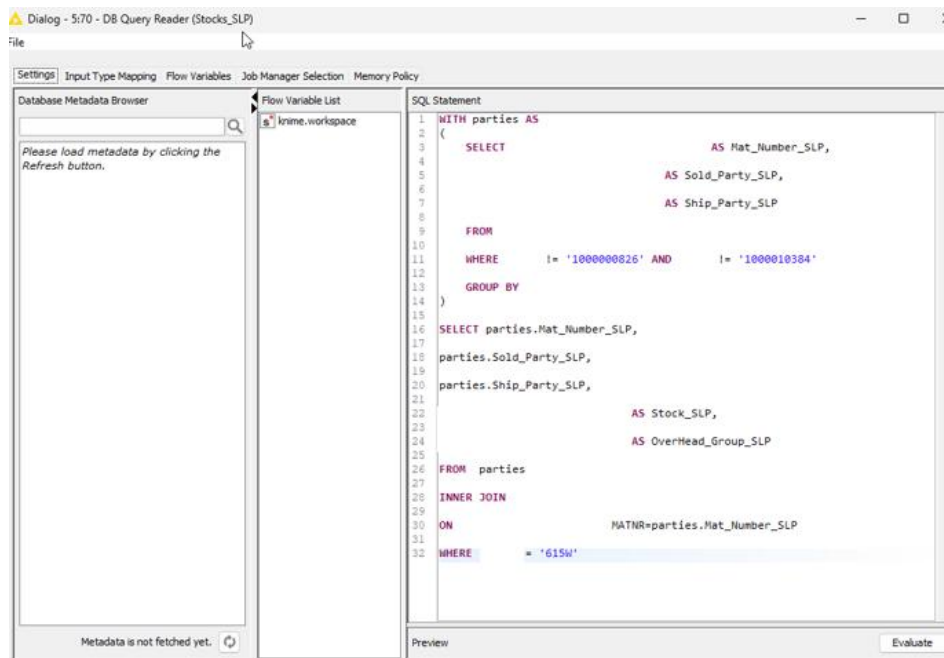 Dialog - 5:70 - DB Query Reader (Stocks_SLP)
File
Settings Input Type Mapping Flow Variables Job Manager Selection Memory Policy
Database Metadata Browser
Please load metadata by clicking the
Refresh button.
Metadata is not fetched yet.
Flow Variable List
s knime.workspace
SQL Statement
1 WITH parties AS
2 (
3 SELECT AS Mat_Number_SLP,
4
5 AS Sold_Party_SLP,
6
7 AS Ship_Party_SLP
8
9 FROM
10
11 WHERE != '1000000826' AND != '1000010384'
12
13 GROUP BY
14 )
15
16 SELECT parties.Mat_Number_SLP,
17
18 parties.Sold_Party_SLP,
19
20 parties.Ship_Party_SLP,
21
22 AS Stock_SLP,
23
24 AS OverHead_Group_SLP
25
26 FROM parties
27
28 INNER JOIN
29
30 ON MATNR=parties.Mat_Number_SLP
31
32 WHERE = '615W'
Preview Evaluate